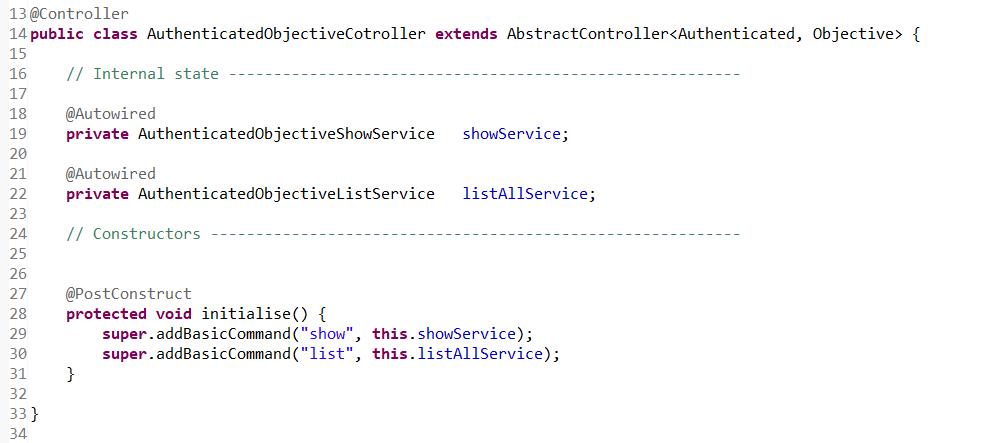 13 @Controller
14 public class AuthenticatedObjectiveCotroller extends AbstractController<Authenticated, Objective> {
15
16     // Internal state ---------------------------------------------------------
17
18     @Autowired
19     private AuthenticatedObjectiveShowService   showService;
20
21     @Autowired
22     private AuthenticatedObjectiveListService   listAllService;
23
24     // Constructors -----------------------------------------------------------
25
26
27     @PostConstruct
28     protected void initialise() {
29         super.addBasicCommand("show", this.showService);
30         super.addBasicCommand("list", this.listAllService);
31     }
32
33 }
34